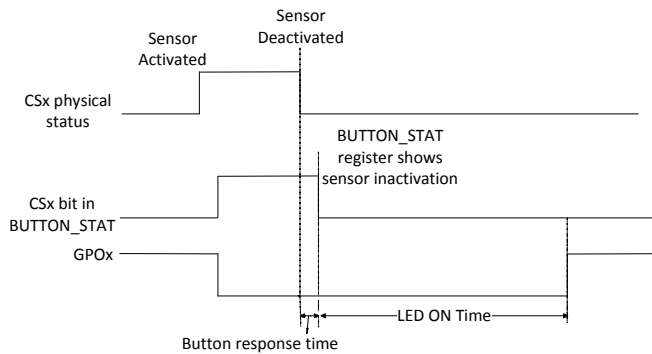 Sensor
Deactivated
Sensor
Activated
CSx physical
status
BUTTON_STAT
register shows
sensor inactivation
CSx bit in
BUTTON_STAT
GPOx
LED ON Time
Button response time